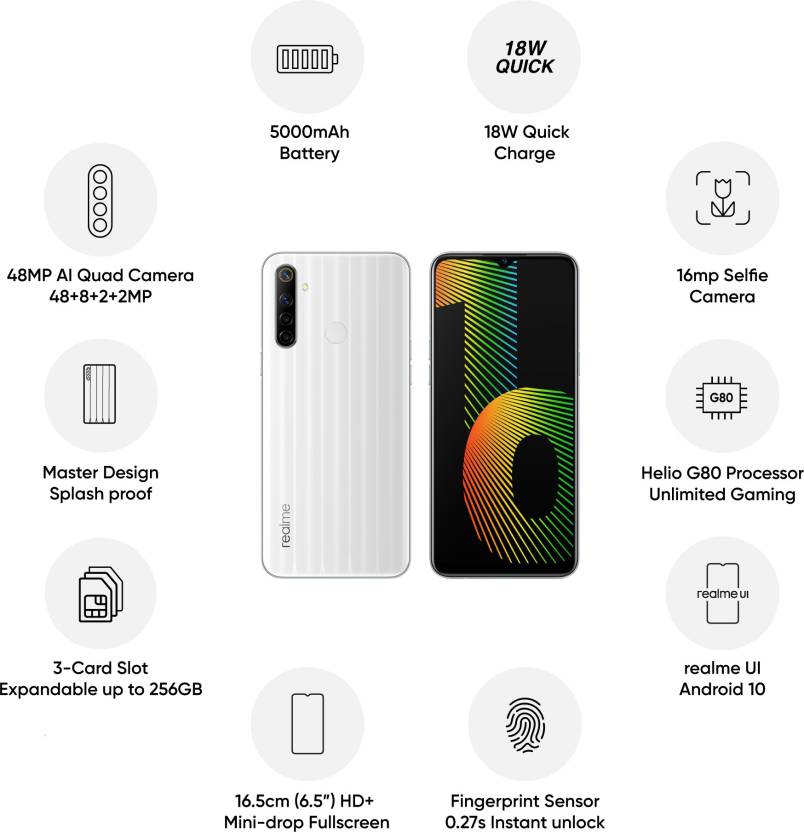 18W
QUICK
5000mAh
Battery
18W Quick
Charge
48MP AI Quad Camera
48+8+2+2MP
16mp Selfie
Camera
realme
Master Design
Splash proof
G80
Helio G80 Processor
Unlimited Gaming
3-Card Slot
Expandable up to 256GB
realme UI
realme UI
Android 10
16.5cm (6.5”) HD+
Mini-drop Fullscreen
Fingerprint Sensor
0.27s Instant unlock